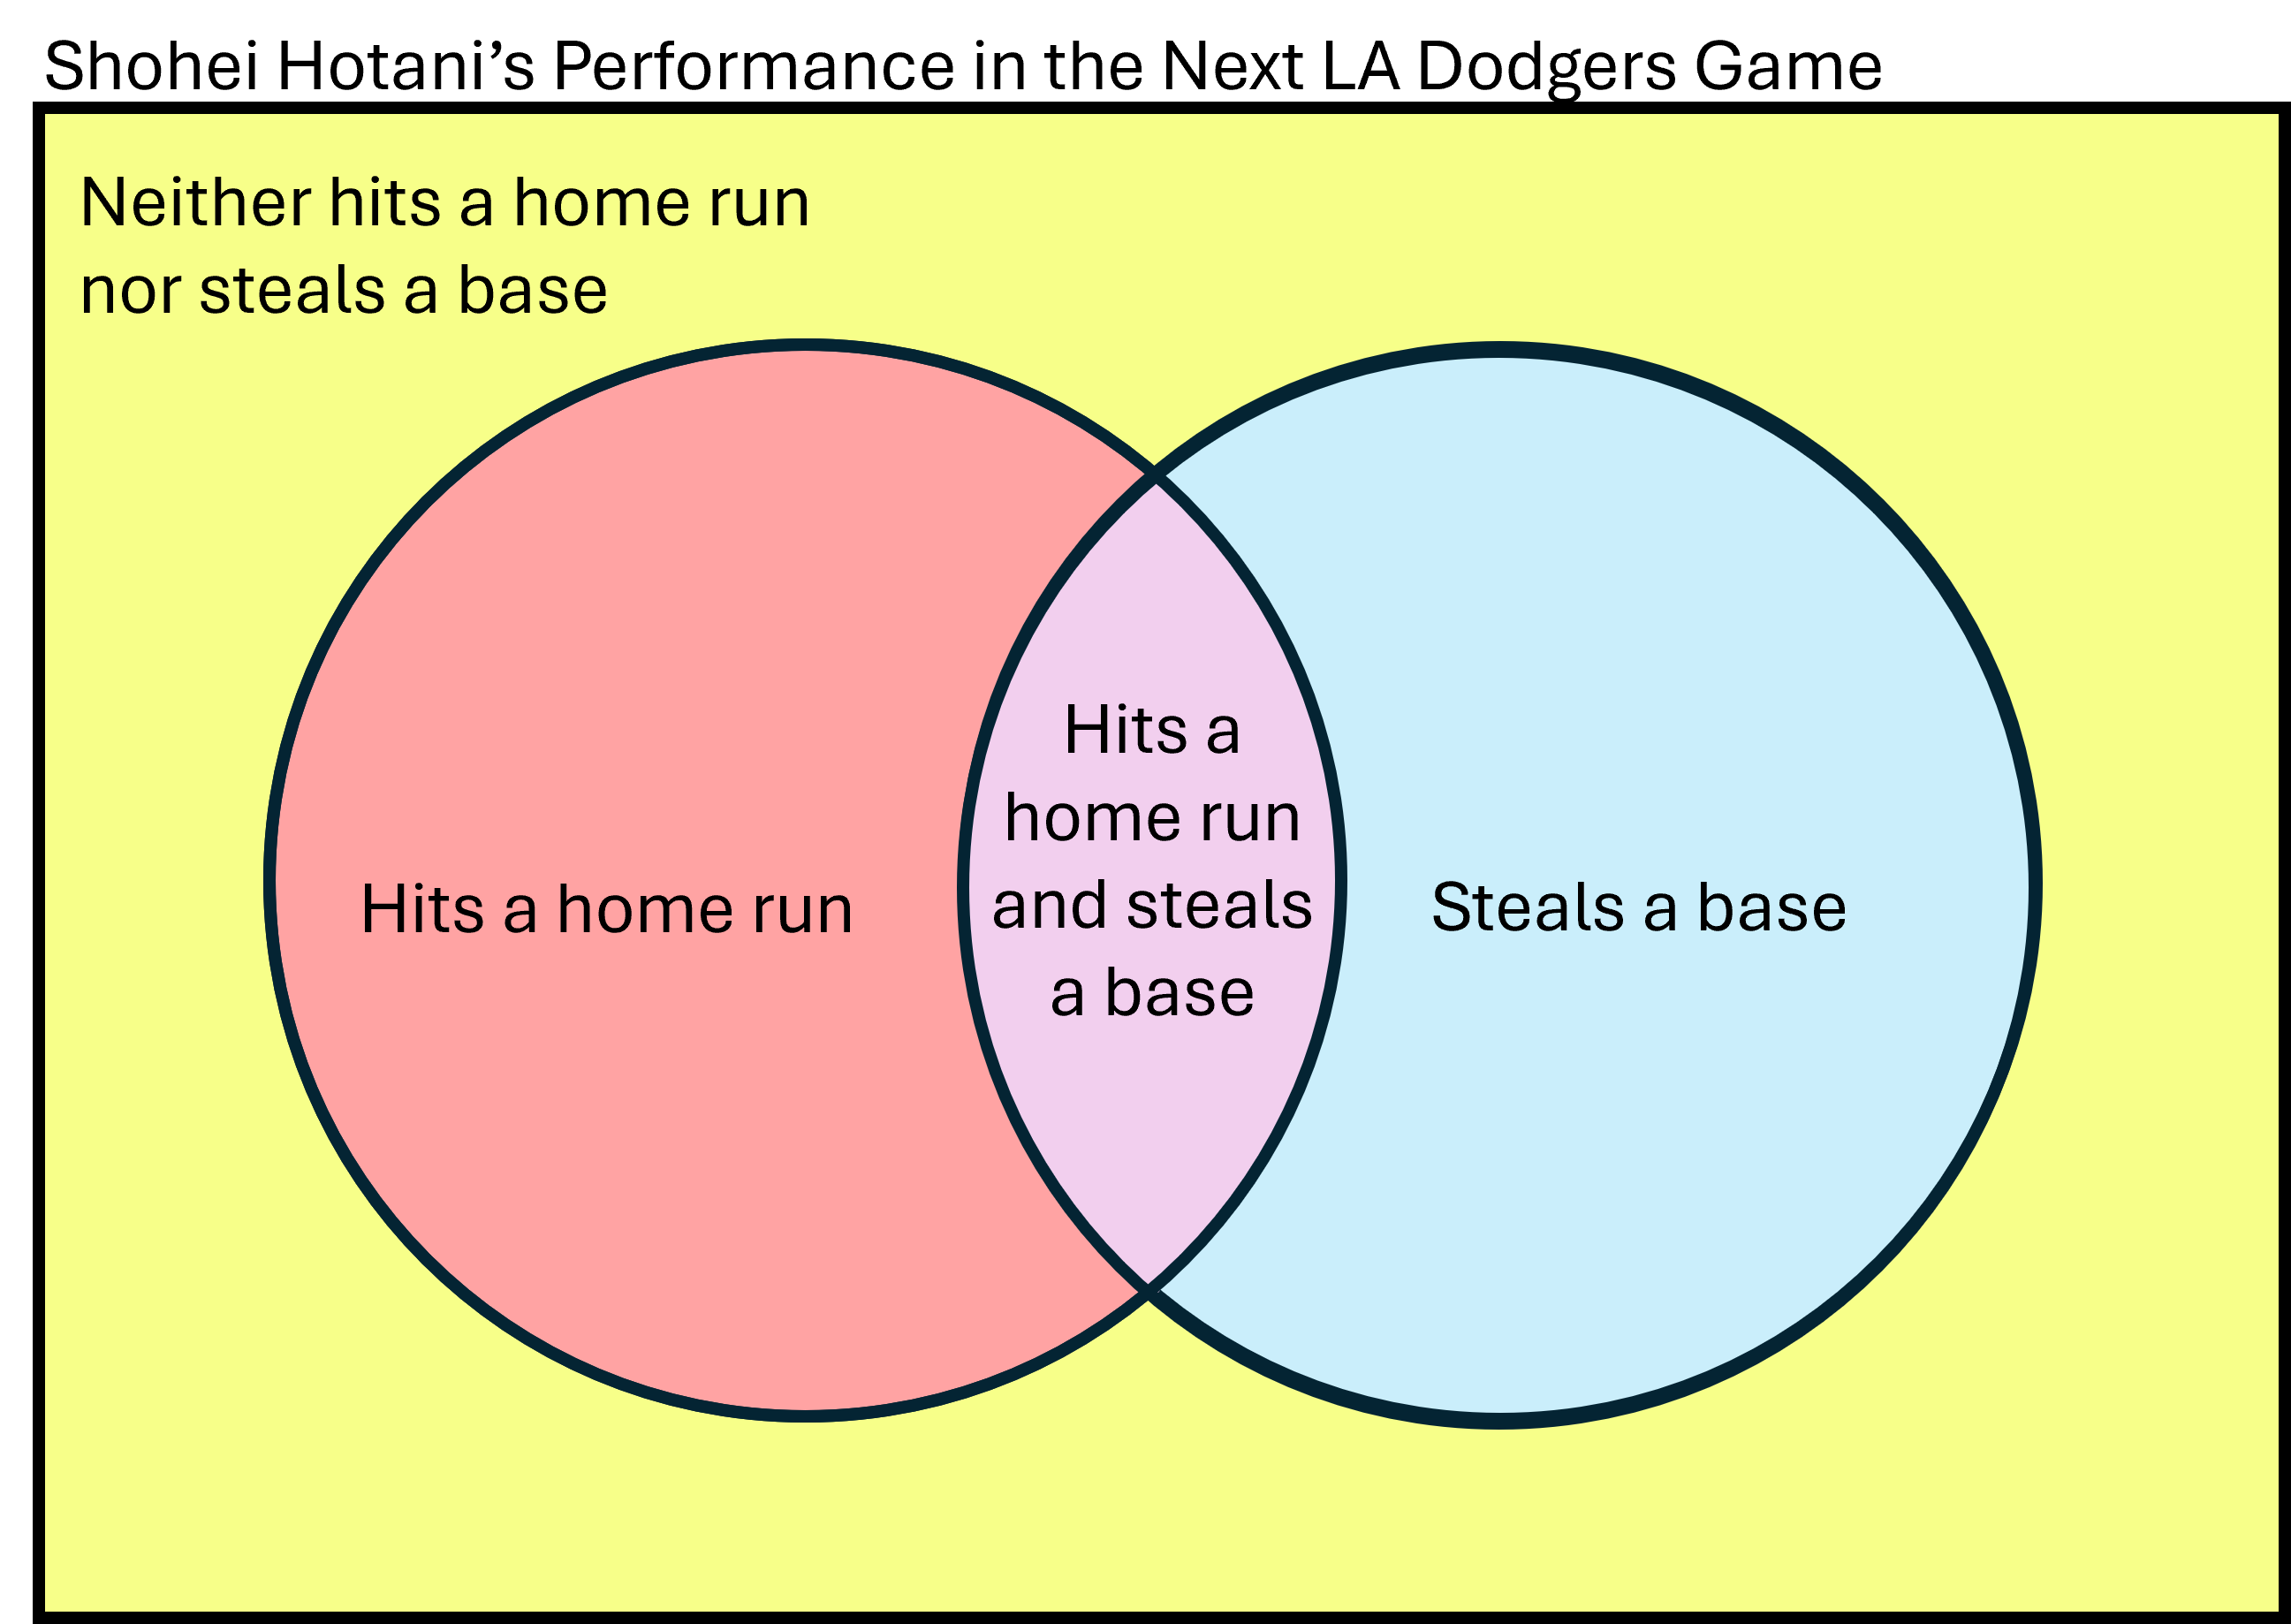 Shohei Hotani’s Performance in the Next LA Dodgers Game
Neither hits a home run
nor steals a base
Hits a home run
Hits a
home run
and steals
a base
Steals a base